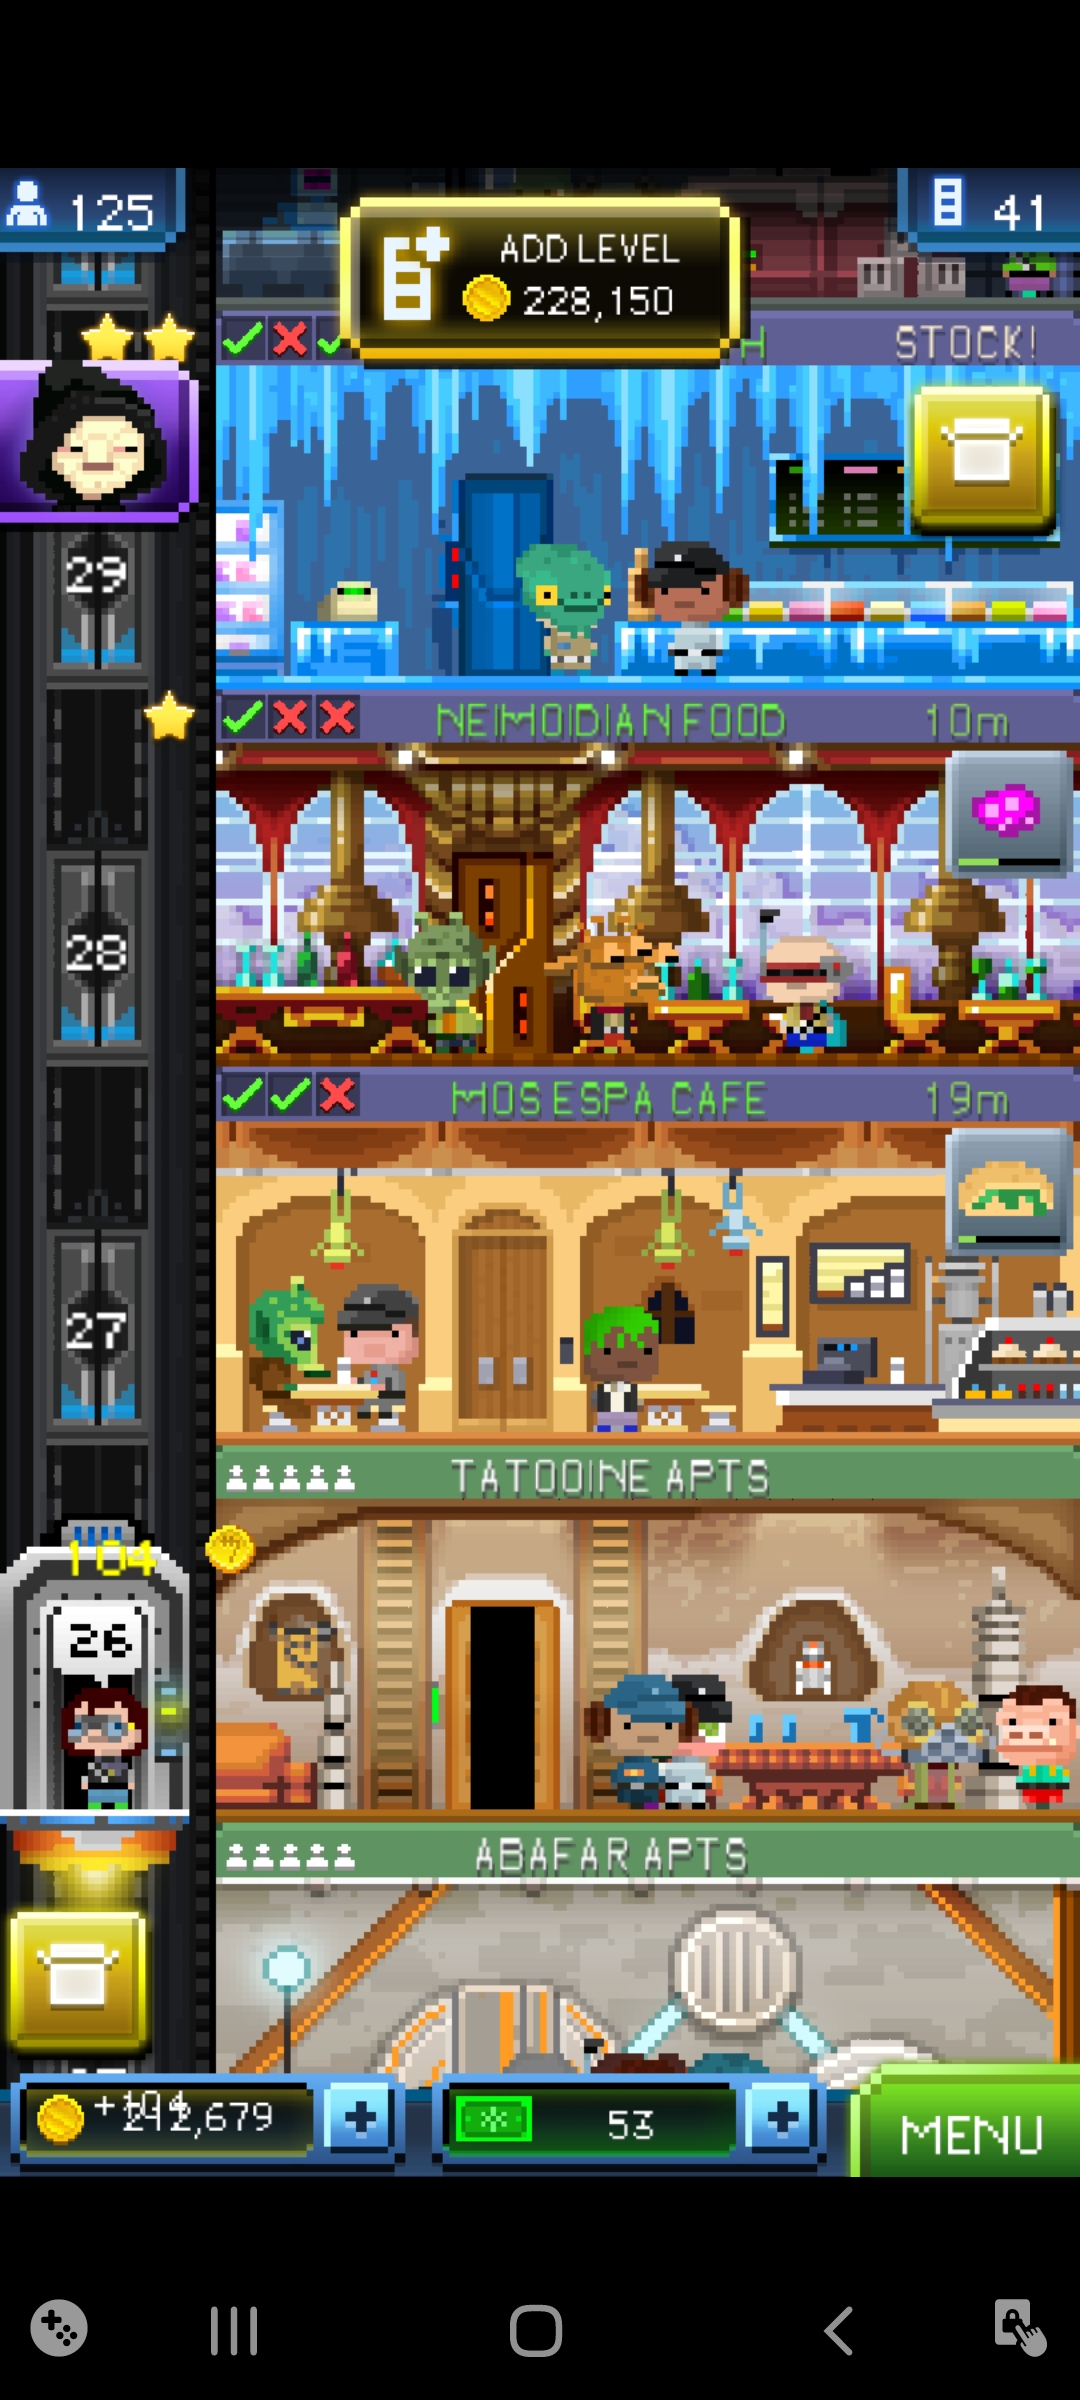 125
ADD LEVEL
228,150
41
H
STOCK!
29
NEIMOIDIAN FOOD
10m
28
MOS ESPA CAFE
19m
27
TATOOINE APTS
104
26
ABAFAR APTS
+104
2,679
53
MENU